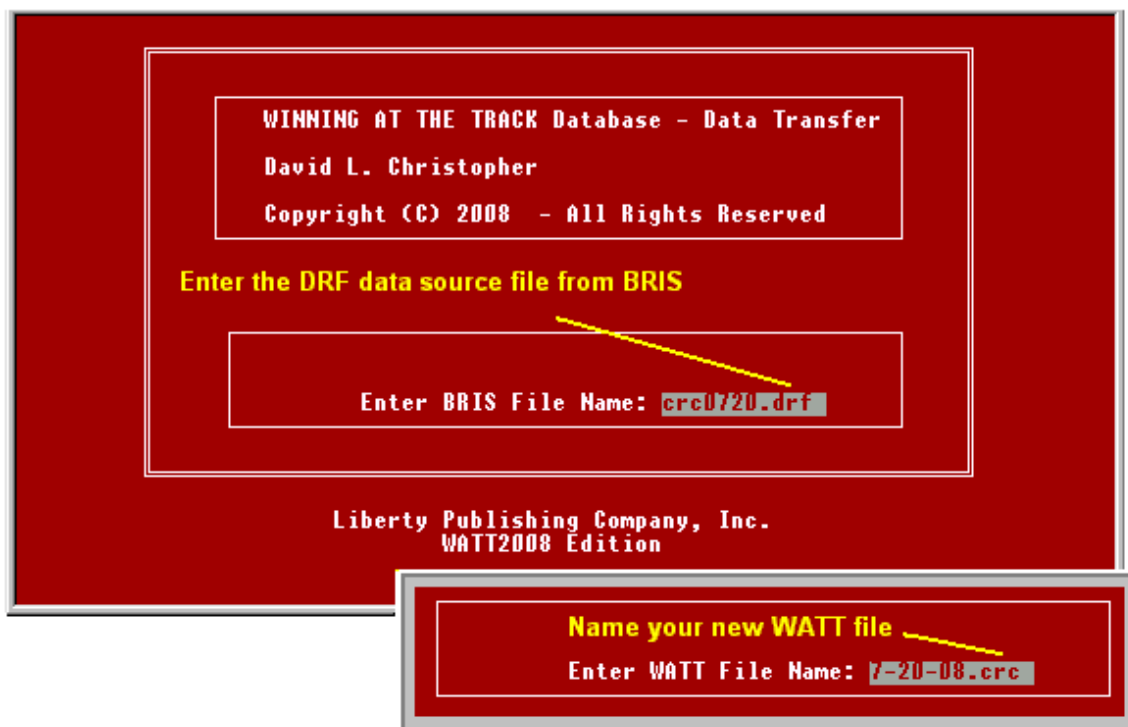 WINNING AT THE TRACK Database - Data Transfer
David L. Christopher
Copyright (C) 2008 - All Rights Reserved
Enter the DRF data source file from BRIS
Enter BRIS File Name: crc0720.drf
Liberty Publishing Company, Inc.
WATT2008 Edition
Name your new WATT file
Enter WATT File Name: 7-20-08.crc